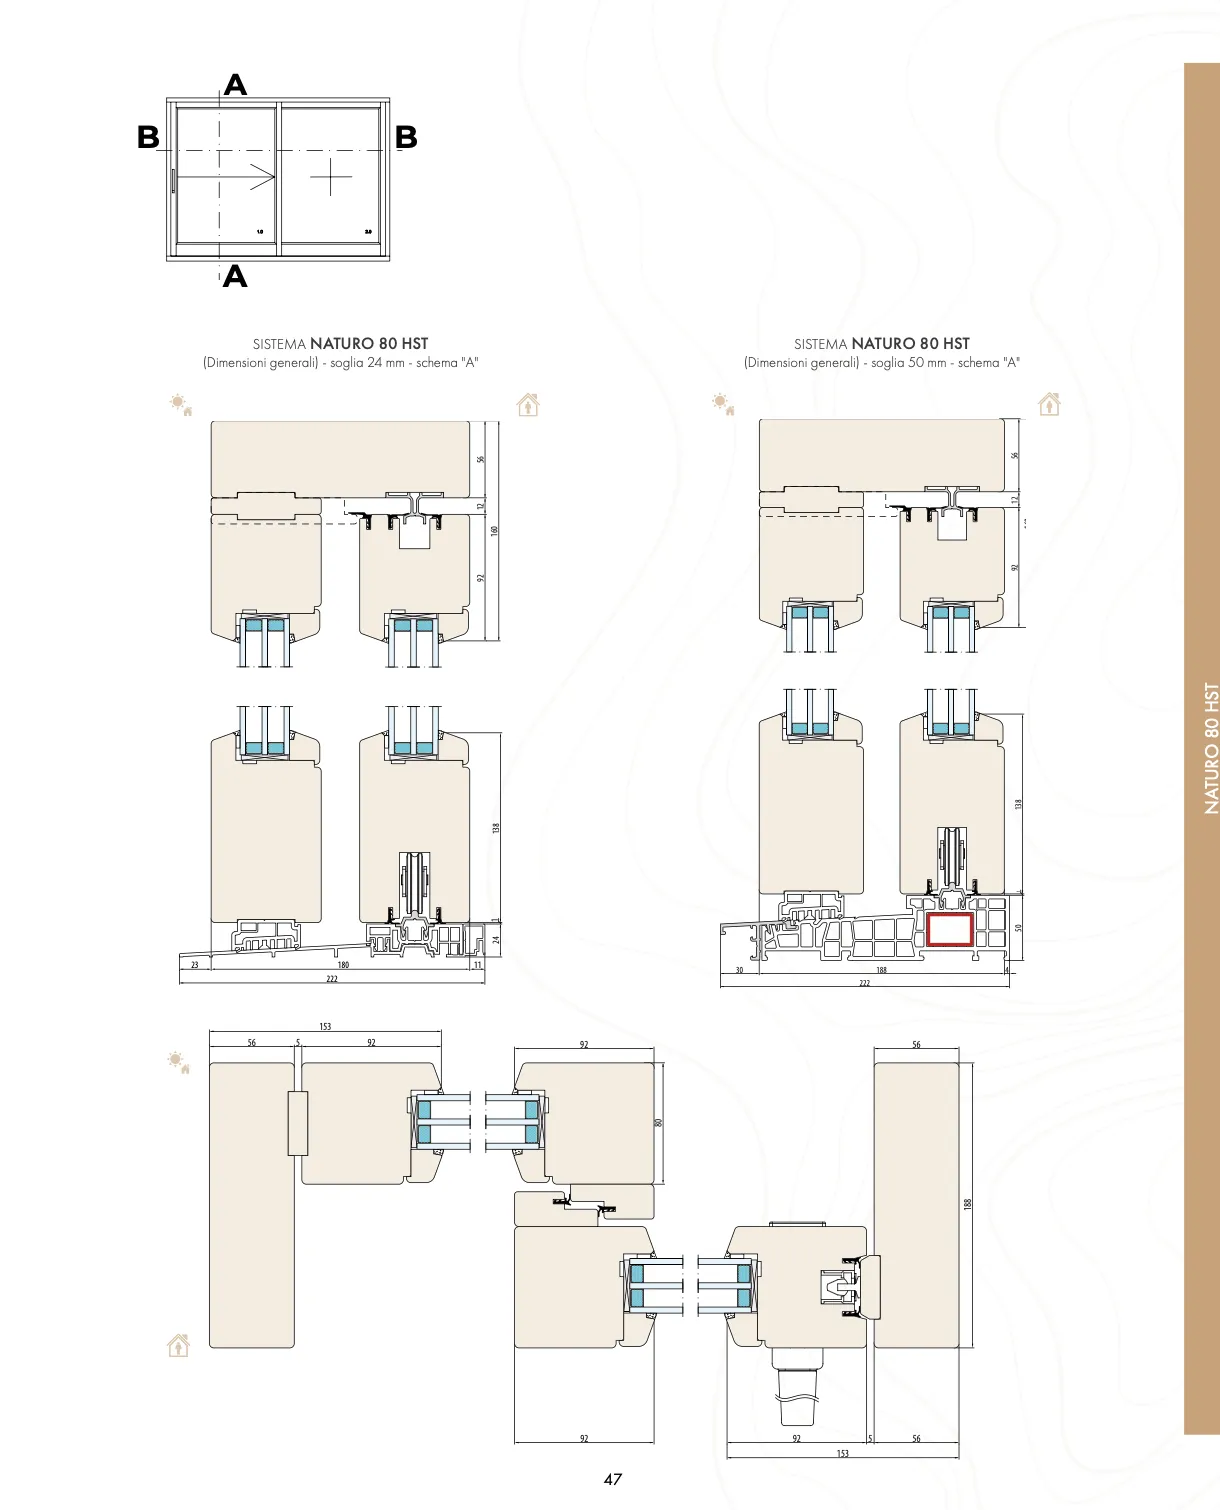 A
B B
1.0 2.0
A
SISTEMA NATURO 80 HST
(Dimensioni generali) - soglia 24 mm - schema "A"
SISTEMA NATURO 80 HST
(Dimensioni generali) - soglia 50 mm - schema "A"
56
12
160
92
56
12
92
138
24
23 180 11
222
138
50
30 188 4
222
153
56 5 92
92
56
80
188
92
92 5 56
153
NATURO 80 HST
47